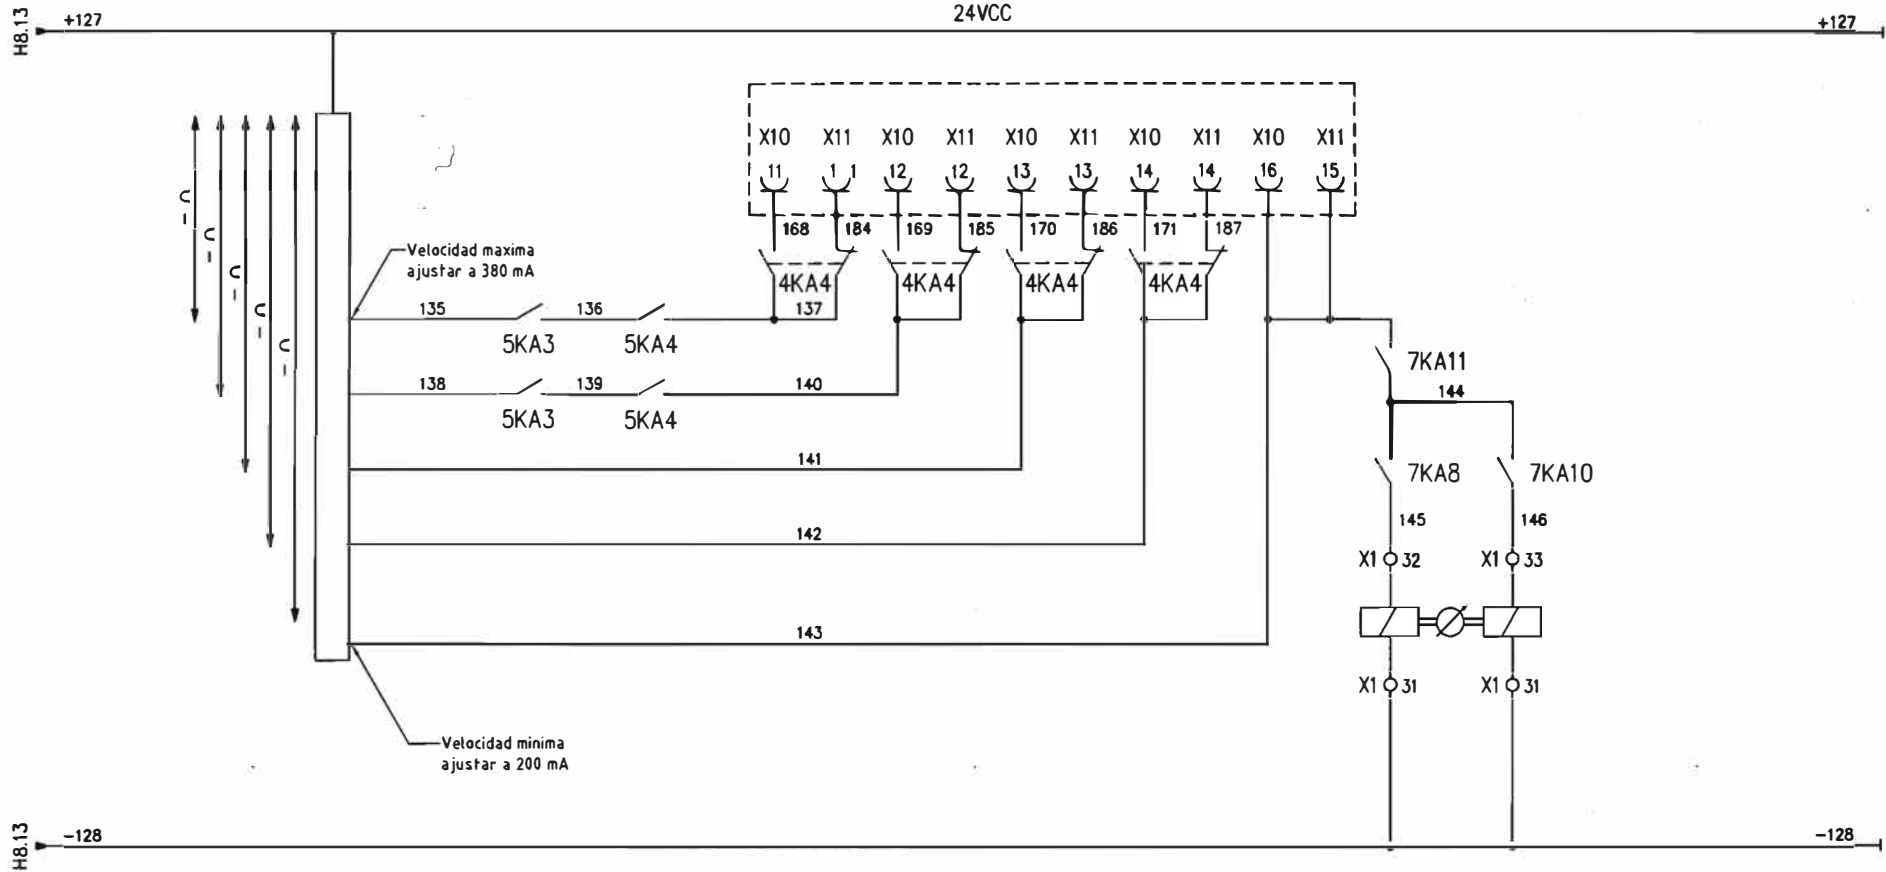 24VCC
H8.13
+127
+127
X10 X11 X10 X11 X10 X11 X10 X11 X10 X11
11 1 1 12 12 13 13 14 14 16 15
168 184 169 185 170 186 171 187
Velocidad maxima
ajustar a 380 mA
4KA4 4KA4 4KA4 4KA4
135 136 137
5KA3 5KA4
7KA11
138 139 140
144
5KA3 5KA4
141
7KA8 7KA10
145 146
142
X1 32 X1 33
143
X1 31 X1 31
Velocidad minima
ajustar a 200 mA
H8.13
-128
-128